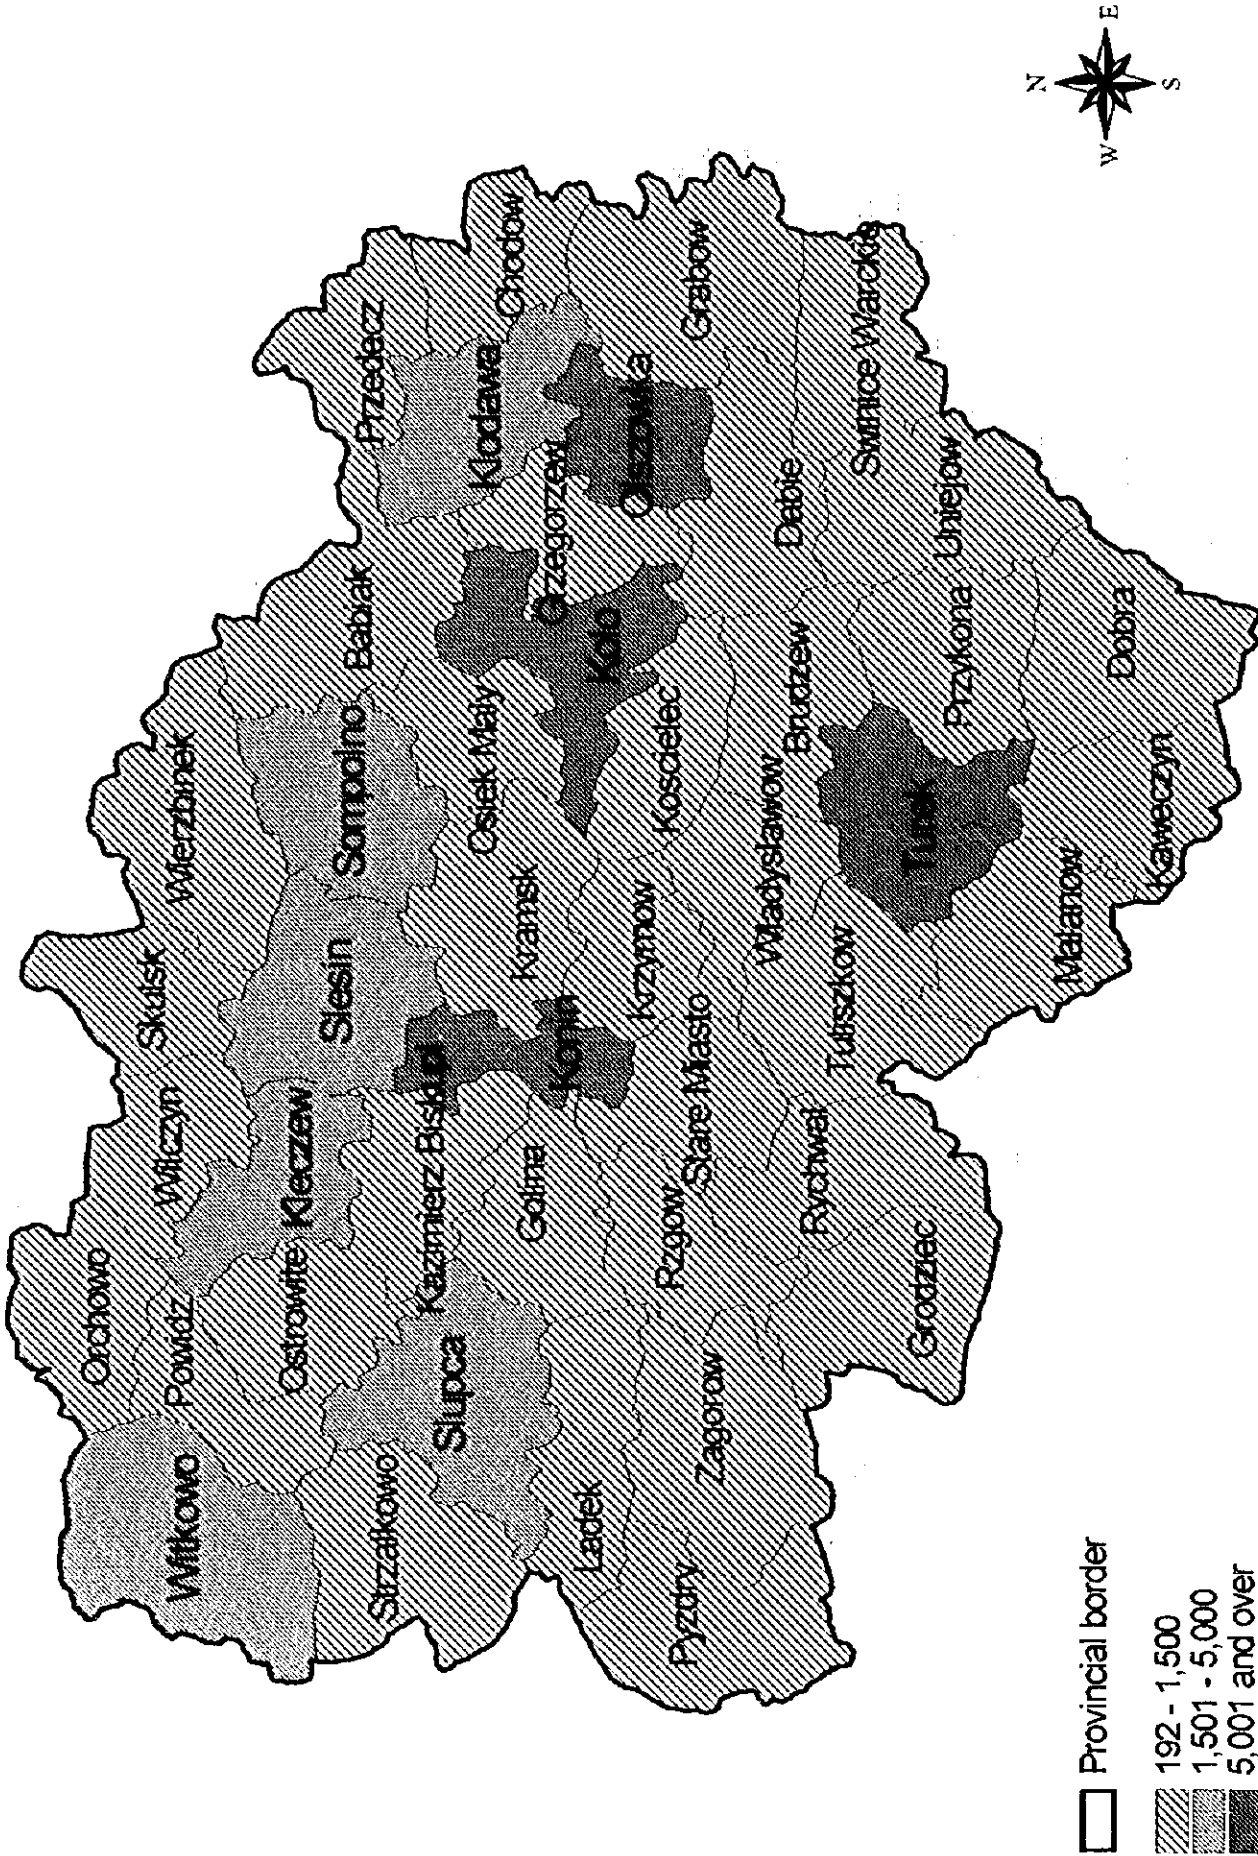 N
W
E
S
Orchowo
Witkowo
Powidz
Wilczyn
Skulsk
Wierzbinek
Ostrowite
Kleczew
Slesin
Sompolno
Babiak
Przedecz
Strzalkowo
Slupca
Kazimierz Biskupi
Kramsk
Osiek Maly
Klodawa
Chodow
Golina
Konin
Kolo
Grzegorzew
Olszowka
Grabow
Ladek
Zagorow
Rzgow
Stare Miasto
Krzymow
Koscielec
Dabie
Pyzdry
Rychwal
Tuliszkow
Wladyslawow
Brudzew
Swinice Warckie
Grodziec
Turek
Przykona
Uniejow
Malanow
Kaweczyn
Dobra
Provincial border
192 - 1,500
1,501 - 5,000
5,001 and over